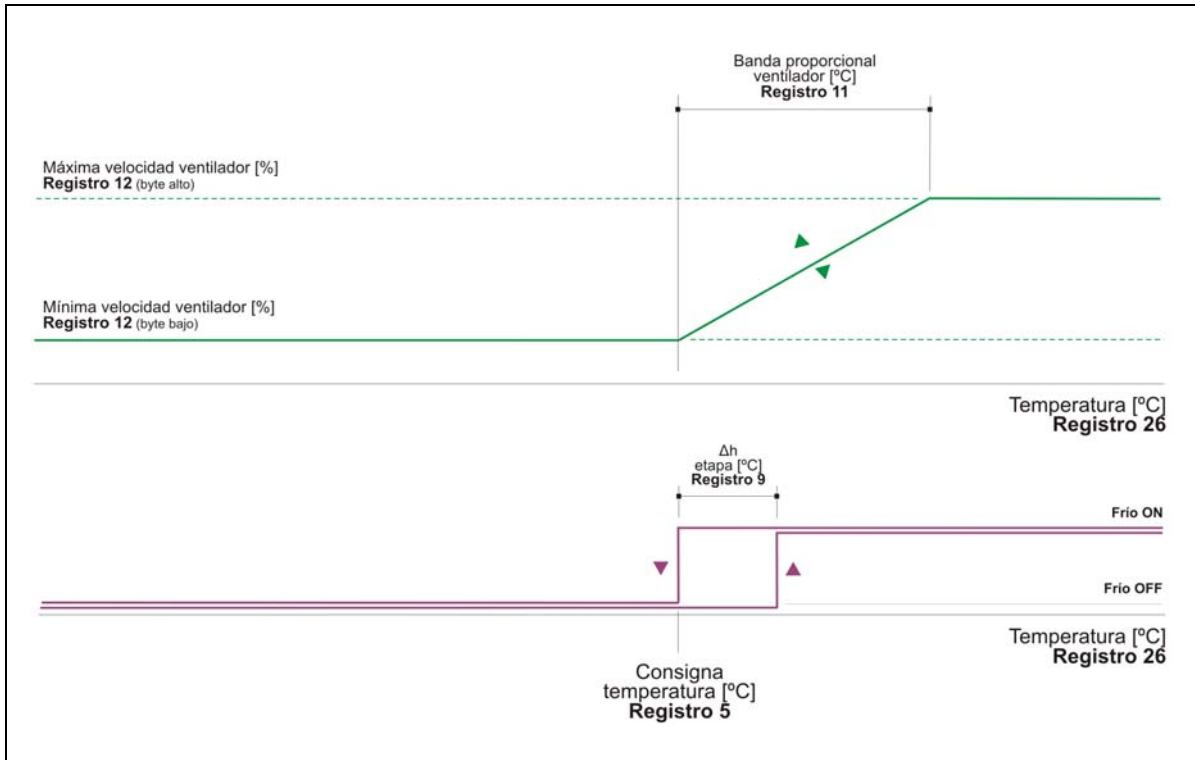 Banda proporcional
ventilador [ºC]
Registro 11
Máxima velocidad ventilador [%]
Registro 12 (byte alto)
Mínima velocidad ventilador [%]
Registro 12 (byte bajo)
Temperatura [ºC]
Registro 26
Δh
etapa [ºC]
Registro 9
Frío ON
Frío OFF
Temperatura [ºC]
Registro 26
Consigna
temperatura [ºC]
Registro 5